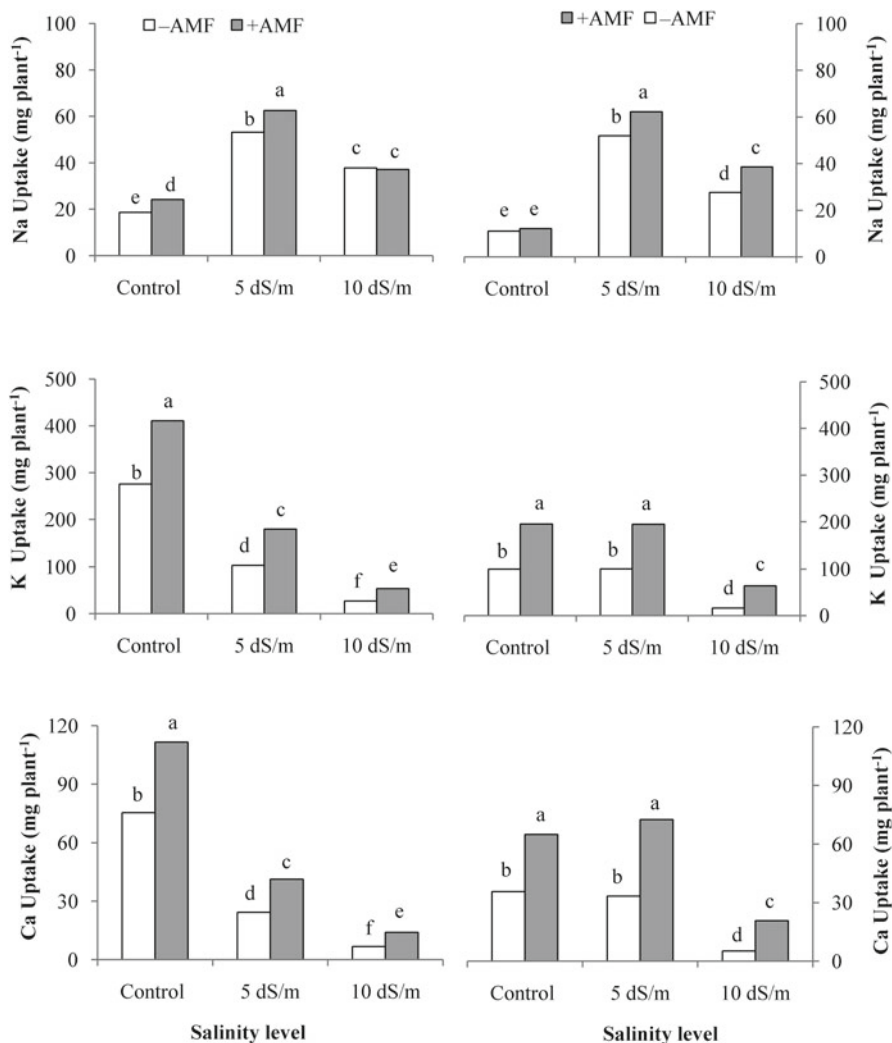 –AMF +AMF
Na Uptake (mg plant-1)
100
80
60
40
20
0
e d b a c c
Control 5 dS/m 10 dS/m
+AMF –AMF
Na Uptake (mg plant-1)
100
80
60
40
20
0
e e b a d c
Control 5 dS/m 10 dS/m
K Uptake (mg plant-1)
500
400
300
200
100
0
b a d c f e
Control 5 dS/m 10 dS/m
K Uptake (mg plant-1)
500
400
300
200
100
0
b a b a d c
Control 5 dS/m 10 dS/m
Ca Uptake (mg plant-1)
120
90
60
30
0
b a d c f e
Control 5 dS/m 10 dS/m
Salinity level
Ca Uptake (mg plant-1)
120
90
60
30
0
b a b a d c
Control 5 dS/m 10 dS/m
Salinity level